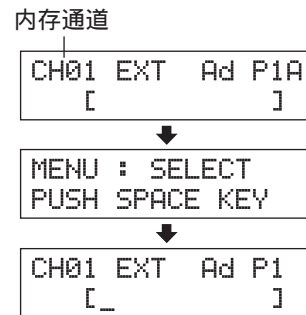 内存通道
CH01 EXT Ad P1A
[ ]
MENU : SELECT
PUSH SPACE KEY
CH01 EXT Ad P1
[_ ]